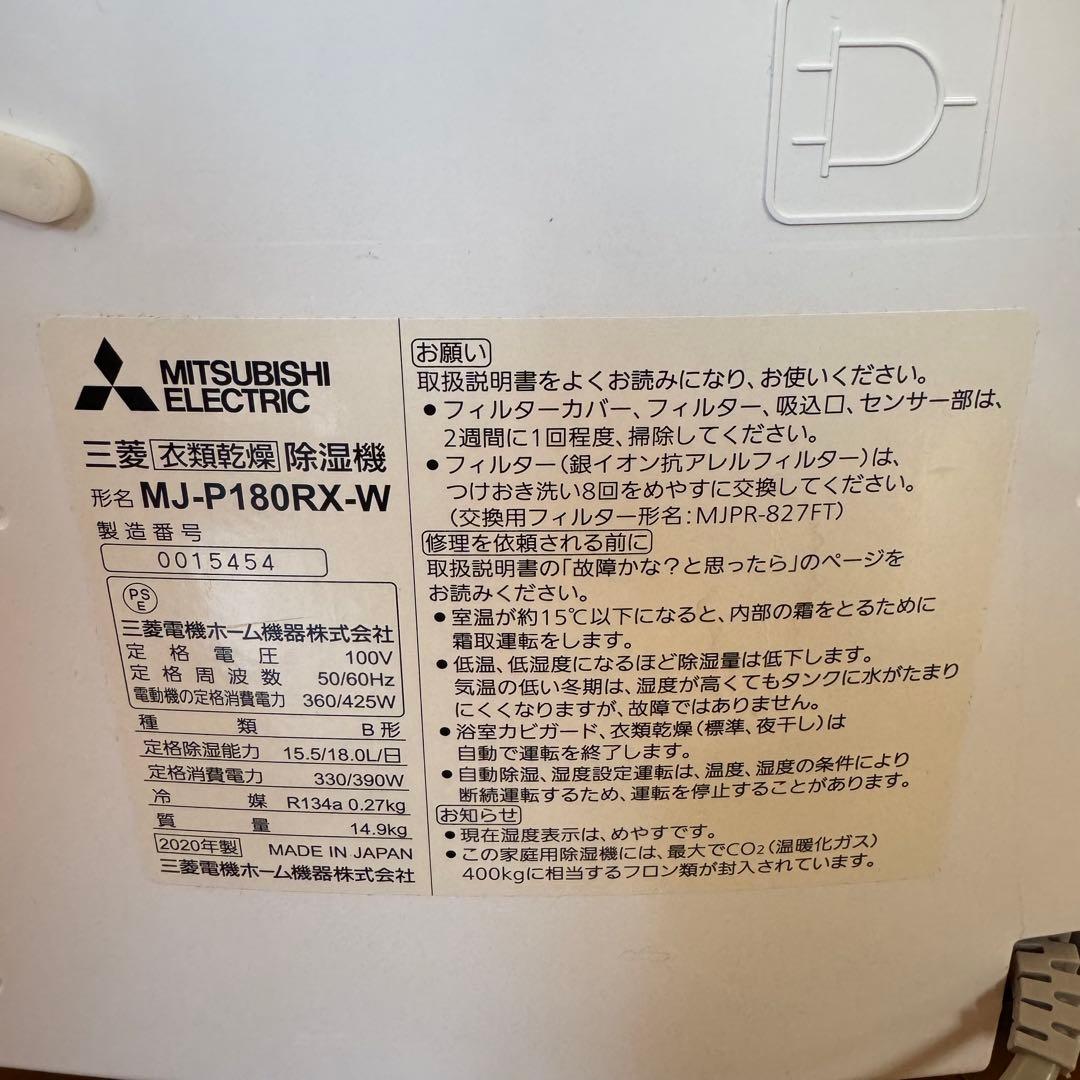 MITSUBISHI
ELECTRIC
三菱 衣類乾燥 除湿機
形名 MJ-P180RX-W
製造番号
0015454
PS
E
三菱電機ホーム機器株式会社
定格電圧 100V
定格周波数 50/60Hz
電動機の定格消費電力 360/425W
種類 B形
定格除湿能力 15.5/18.0L/日
定格消費電力 330/390W
冷媒 R134a 0.27kg
質量 14.9kg
2020年製 MADE IN JAPAN
三菱電機ホーム機器株式会社
お願い
取扱説明書をよくお読みになり、お使いください。
●フィルターカバー、フィルター、吸込口、センサー部は、
2週間に1回程度、掃除してください。
●フィルター(銀イオン抗アレルフィルター)は、
つけおき洗い8回をめやすに交換してください。
(交換用フィルター形名:MJPR-827FT)
修理を依頼される前に
取扱説明書の「故障かな?と思ったら」のページを
お読みください。
●室温が約15℃以下になると、内部の霜をとるために
霜取運転をします。
●低温、低湿度になるほど除湿量は低下します。
気温の低い冬期は、湿度が高くてもタンクに水がたまり
にくくなりますが、故障ではありません。
●浴室カビガード、衣類乾燥(標準、夜干し)は
自動で運転を終了します。
●自動除湿、湿度設定運転は、温度、湿度の条件により
断続運転するため、運転を停止することがあります。
お知らせ
●現在湿度表示は、めやすです。
●この家庭用除湿機には、最大でCO2(温暖化ガス)
400kgに相当するフロン類が封入されています。